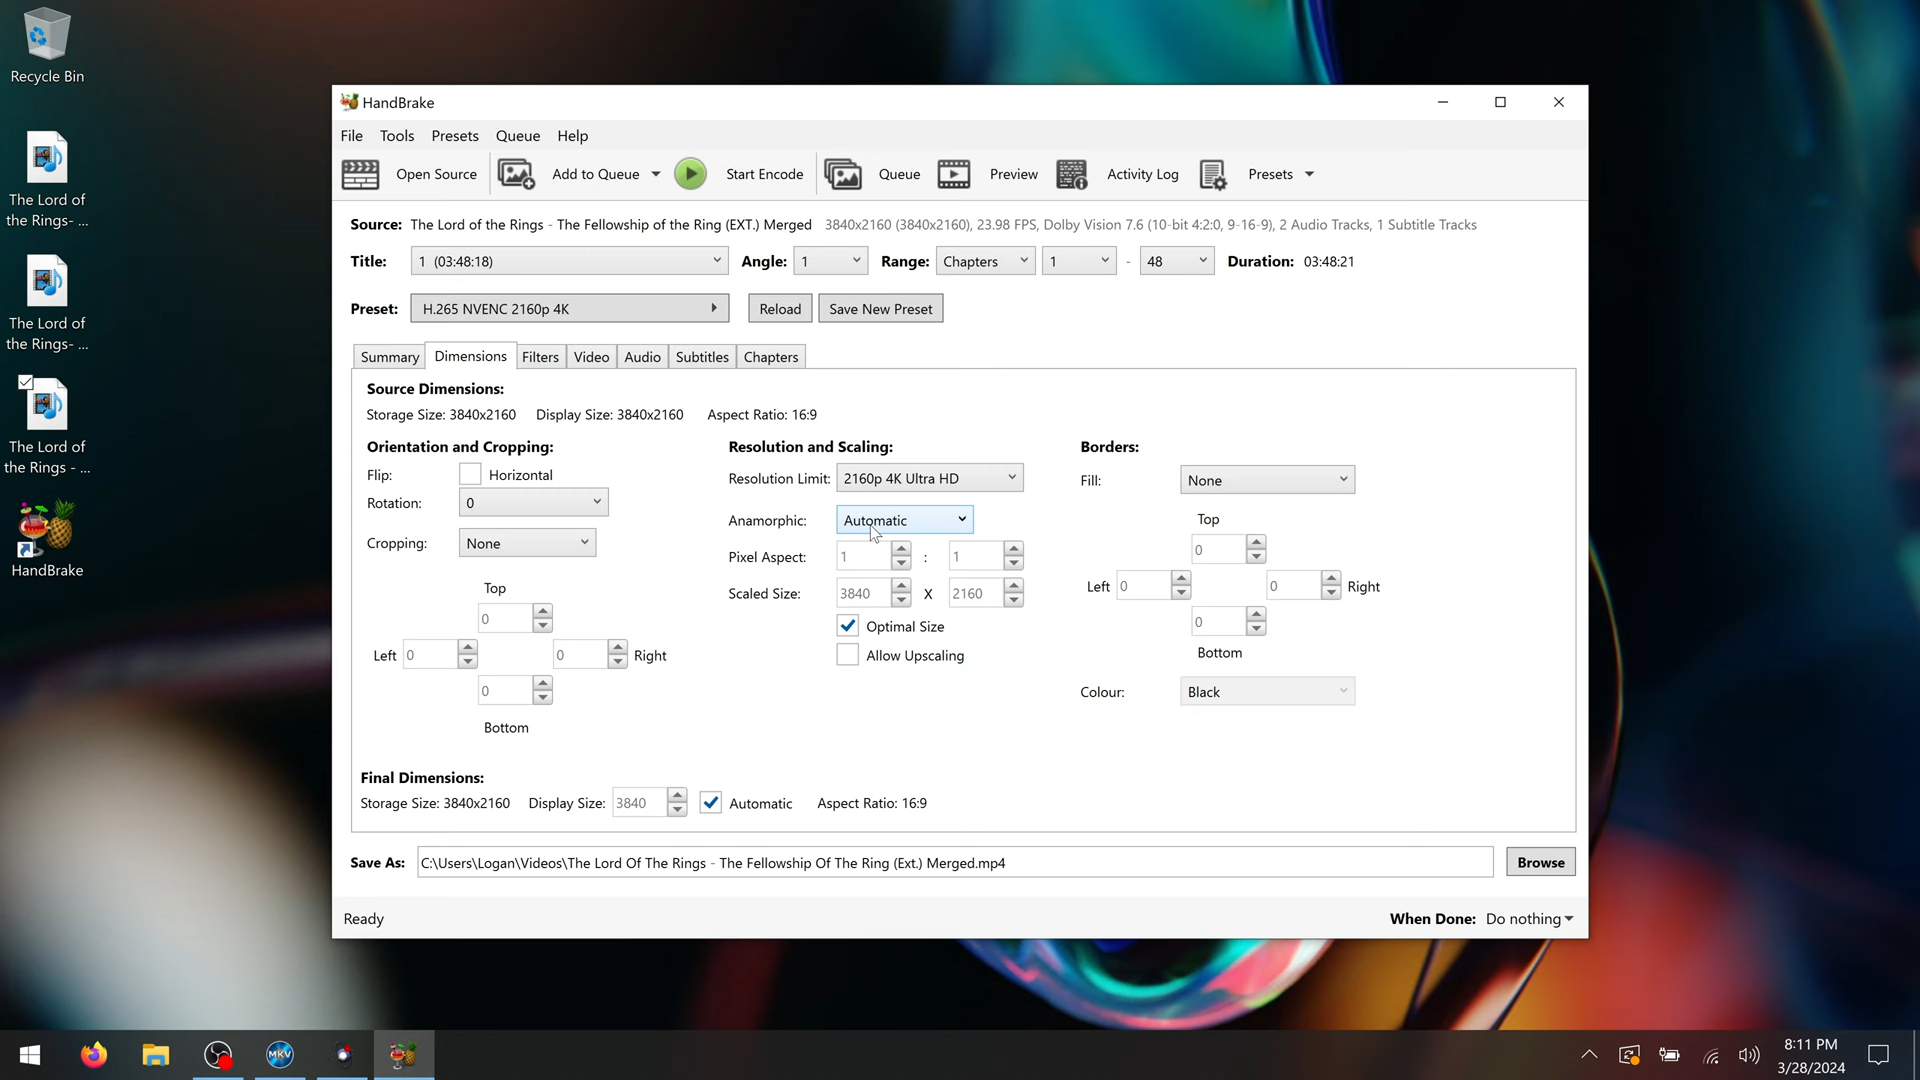 Recycle Bin
The Lord of
the Rings- ...
The Lord of
the Rings- ...
The Lord of
the Rings - ...
HandBrake
HandBrake
File Tools Presets Queue Help
Open Source Add to Queue Start Encode Queue Preview Activity Log Presets
Source: The Lord of the Rings - The Fellowship of the Ring (EXT.) Merged 3840x2160 (3840x2160), 23.98 FPS, Dolby Vision 7.6 (10-bit 4:2:0, 9-16-9), 2 Audio Tracks, 1 Subtitle Tracks
Title: 1 (03:48:18) Angle: 1 Range: Chapters 1 - 48 Duration: 03:48:21
Preset: H.265 NVENC 2160p 4K Reload Save New Preset
Summary Dimensions Filters Video Audio Subtitles Chapters
Source Dimensions:
Storage Size: 3840x2160 Display Size: 3840x2160 Aspect Ratio: 16:9
Orientation and Cropping:
Flip: Horizontal
Rotation: 0
Cropping: None
Top
0
Left 0 0 Right
0
Bottom
Resolution and Scaling:
Resolution Limit: 2160p 4K Ultra HD
Anamorphic: Automatic
Pixel Aspect: 1 : 1
Scaled Size: 3840 X 2160
Optimal Size
Allow Upscaling
Borders:
Fill: None
Top
0
Left 0 0 Right
0
Bottom
Colour: Black
Final Dimensions:
Storage Size: 3840x2160 Display Size: 3840 Automatic Aspect Ratio: 16:9
Save As: C:\Users\Logan\Videos\The Lord Of The Rings - The Fellowship Of The Ring (Ext.) Merged.mp4 Browse
Ready When Done: Do nothing
MKV
8:11 PM
3/28/2024